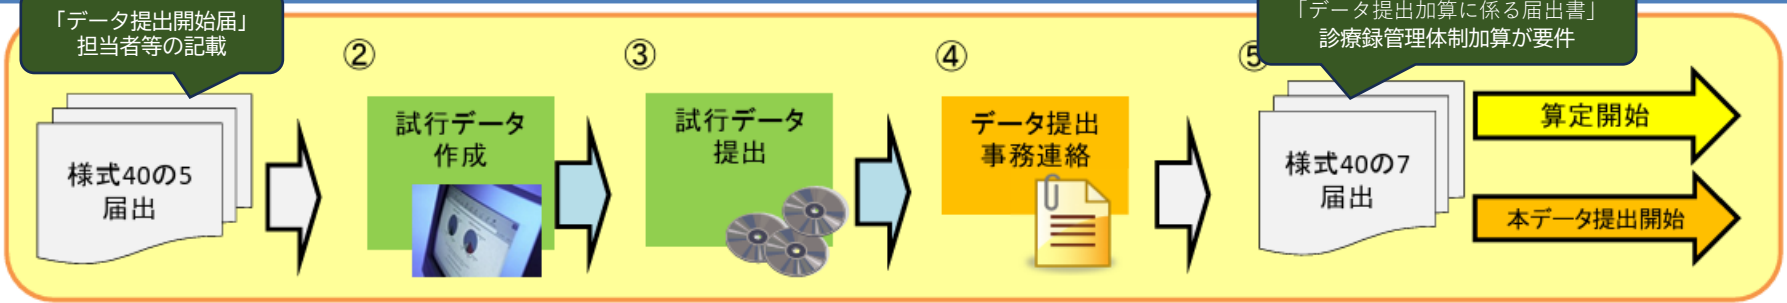 「データ提出開始届」
担当者等の記載
②
③
④
⑤
「データ提出加算に係る届出書」
診療録管理体制加算が要件
様式40の5
届出
試行データ
作成
試行データ
提出
データ提出
事務連絡
様式40の7
届出
算定開始
本データ提出開始